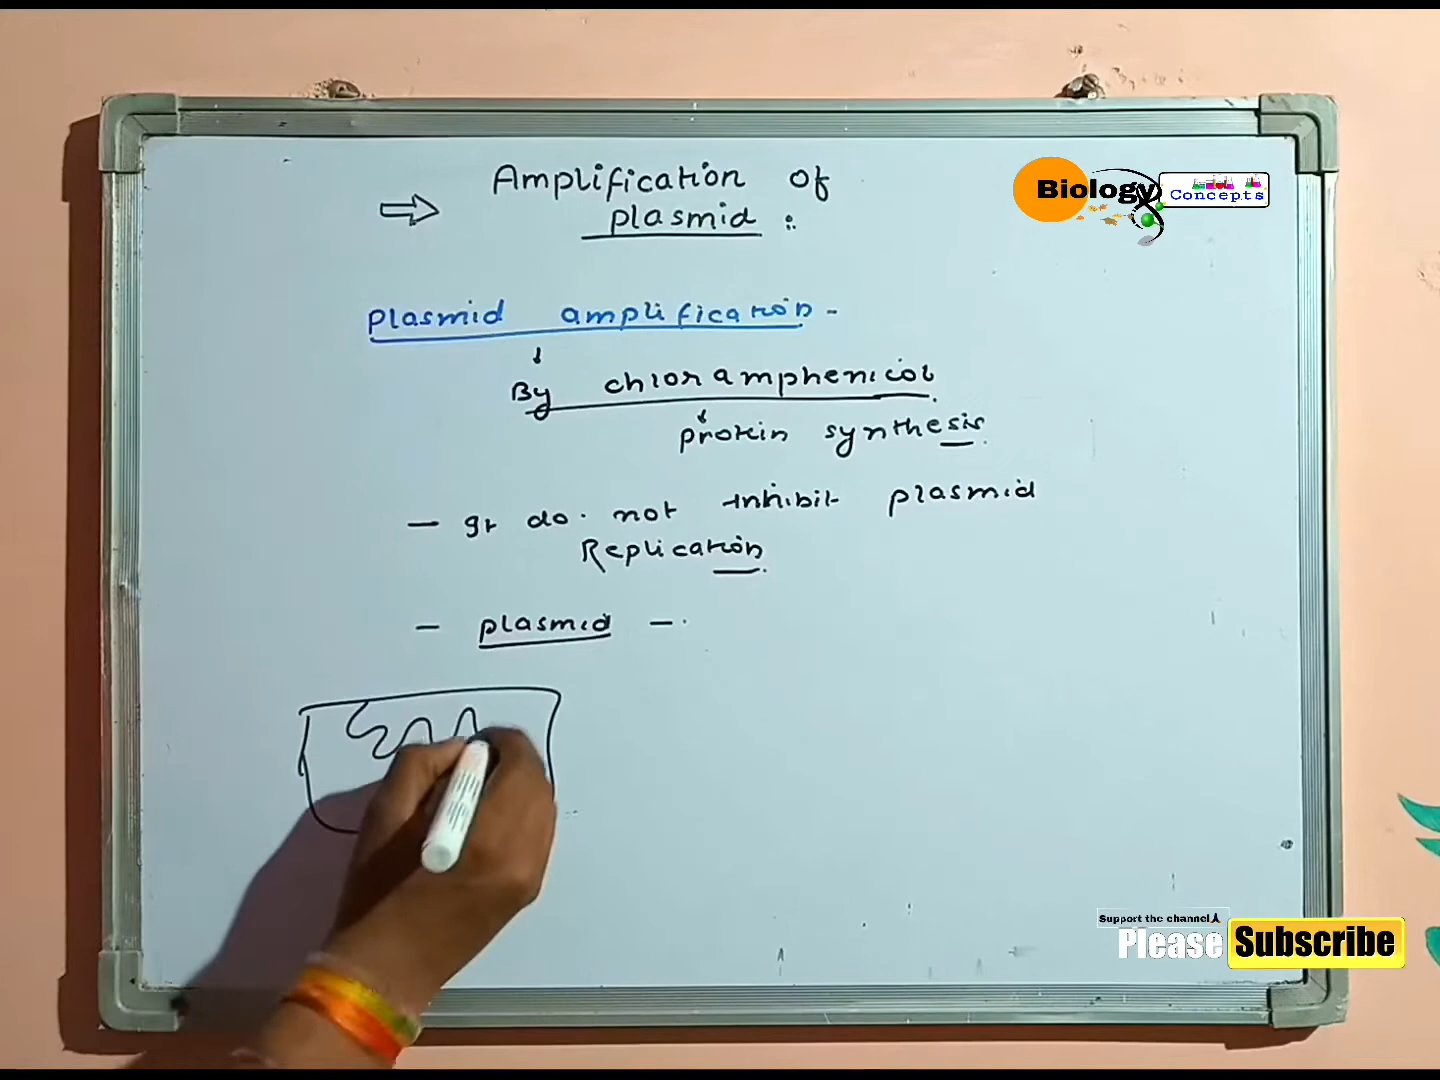 Amplification of
plasmid :
Biology
Concepts
plasmid amplification -
By chloramphenicol
protein synthesis.
- It do not Inhibit plasmid
Replication.
- plasmid -
Support the channel
Please Subscribe